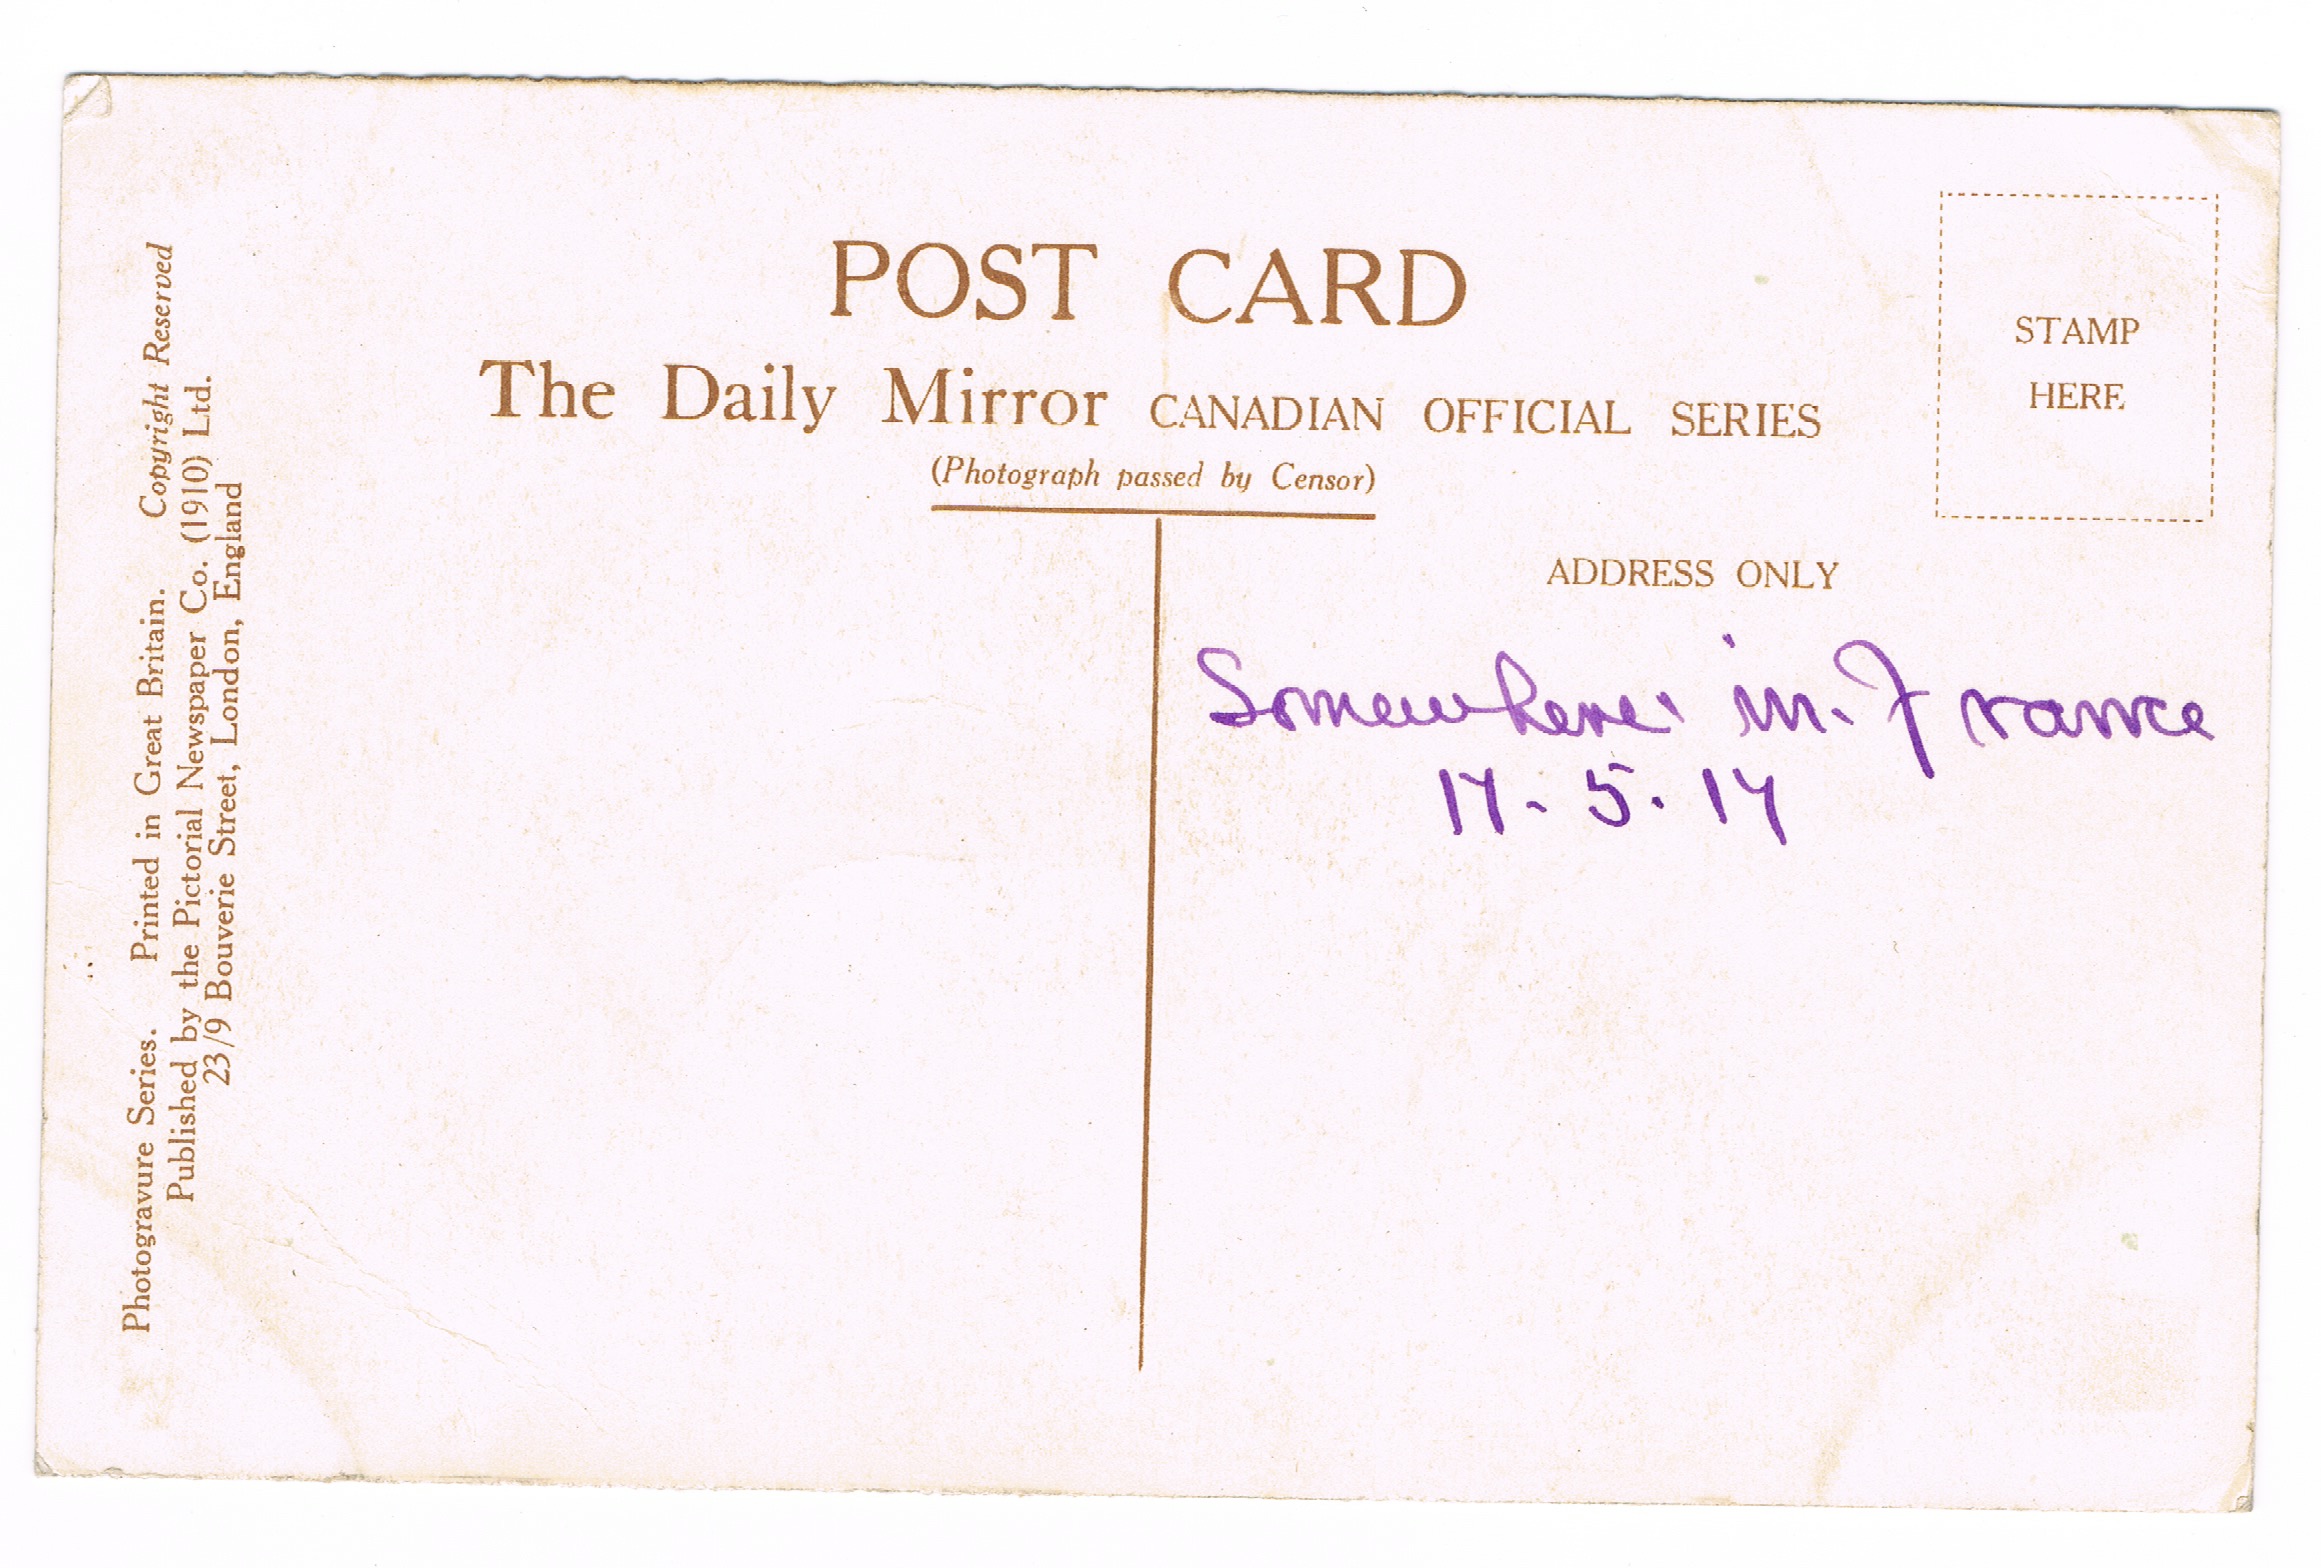 POST CARD
The Daily Mirror CANADIAN OFFICIAL SERIES
(Photograph passed by Censor)
STAMP
HERE
ADDRESS ONLY
Somewhere in. France
17. 5. 17
Photogravure Series. Printed in Great Britain. Copyright Reserved
Published by the Pictorial Newspaper Co. (1910) Ltd.
23/9 Bouverie Street, London, England